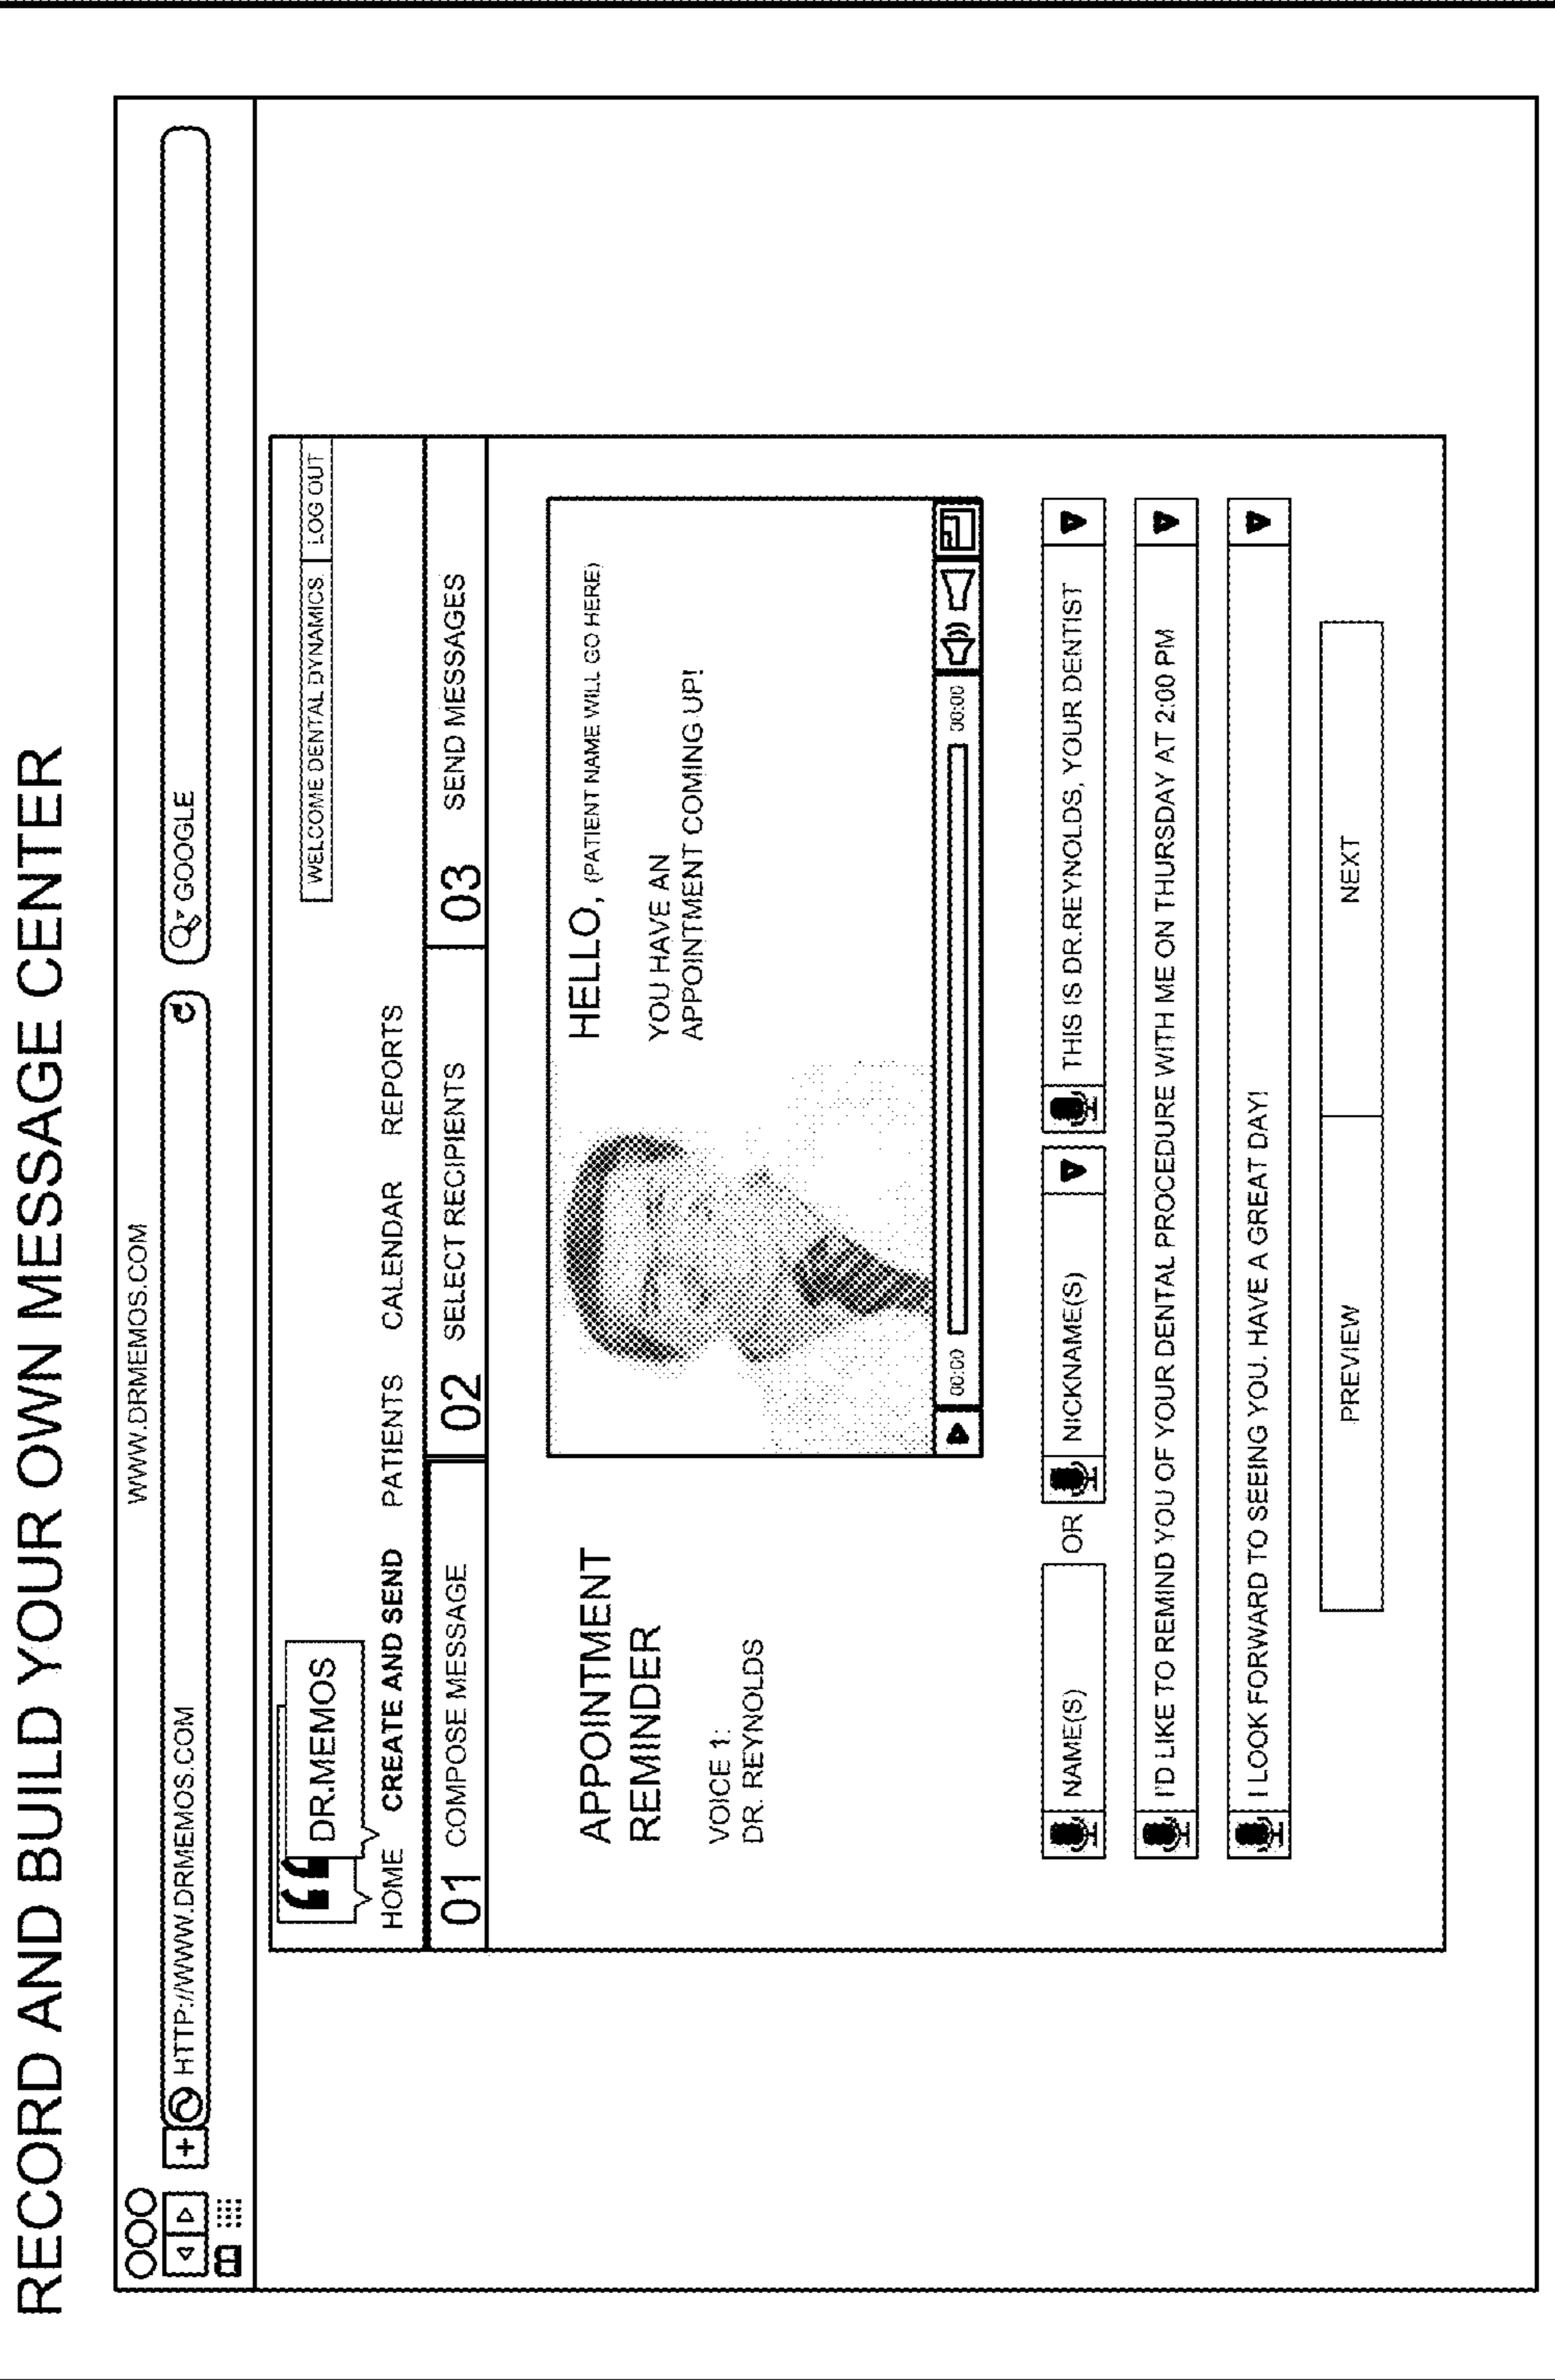 RECORD AND BUILD YOUR OWN MESSAGE CENTER
WWW.DRMEMOS.COM
HTTP://WWW.DRMEMOS.COM
GOOGLE
DR.MEMOS
WELCOME DENTAL DYNAMICS LOG OUT
HOME CREATE AND SEND PATIENTS CALENDAR REPORTS
01 COMPOSE MESSAGE 02 SELECT RECIPIENTS 03 SEND MESSAGES
APPOINTMENT
REMINDER
VOICE 1:
DR. REYNOLDS
HELLO, (PATIENT NAME WILL GO HERE)
YOU HAVE AN
APPOINTMENT COMING UP!
00:00 00:00
NAME(S) OR NICKNAME(S) THIS IS DR.REYNOLDS, YOUR DENTIST
I'D LIKE TO REMIND YOU OF YOUR DENTAL PROCEDURE WITH ME ON THURSDAY AT 2:00 PM
I LOOK FORWARD TO SEEING YOU. HAVE A GREAT DAY!
PREVIEW NEXT